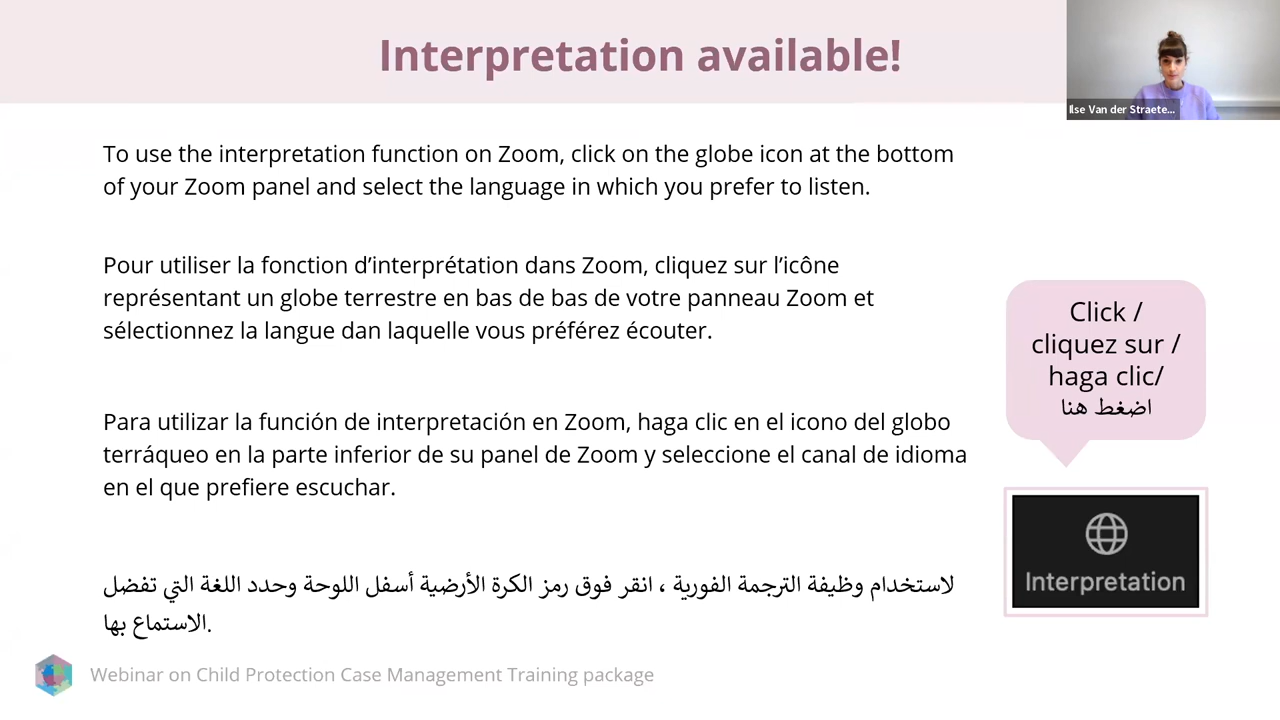 Interpretation available!
Ilse Van der Straete...
To use the interpretation function on Zoom, click on the globe icon at the bottom
of your Zoom panel and select the language in which you prefer to listen.
Pour utiliser la fonction d’interprétation dans Zoom, cliquez sur l’icône
représentant un globe terrestre en bas de bas de votre panneau Zoom et
sélectionnez la langue dan laquelle vous préférez écouter.
Para utilizar la función de interpretación en Zoom, haga clic en el icono del globo
terráqueo en la parte inferior de su panel de Zoom y seleccione el canal de idioma
en el que prefiere escuchar.
لاستخدام وظيفة الترجمة الفورية ، انقر فوق رمز الكرة الأرضية أسفل اللوحة وحدد اللغة التي تفضل
الاستماع بها.
Click /
cliquez sur /
haga clic/
اضغط هنا
Interpretation
Webinar on Child Protection Case Management Training package